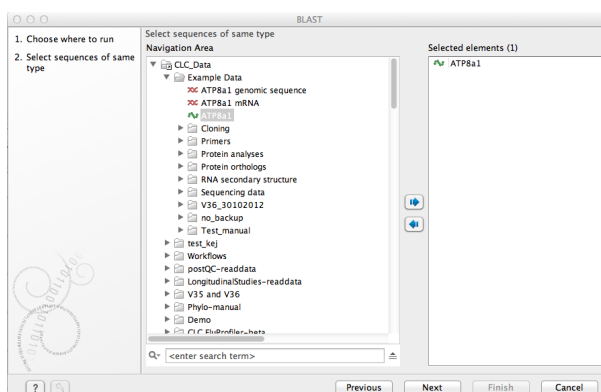 BLAST
1. Choose where to run
2. Select sequences of same
type
Select sequences of same type
Navigation Area
CLC_Data
Example Data
ATP8a1 genomic sequence
ATP8a1 mRNA
ATP8a1
Cloning
Primers
Protein analyses
Protein orthologs
RNA secondary structure
Sequencing data
V36_30102012
no_backup
Test_manual
test_kej
Workflows
postQC-readdata
LongitudinalStudies-readdata
V35 and V36
Phylo-manual
Demo
CLC FluProfiler-beta
<enter search term>
Selected elements (1)
ATP8a1
?
Previous
Next
Finish
Cancel